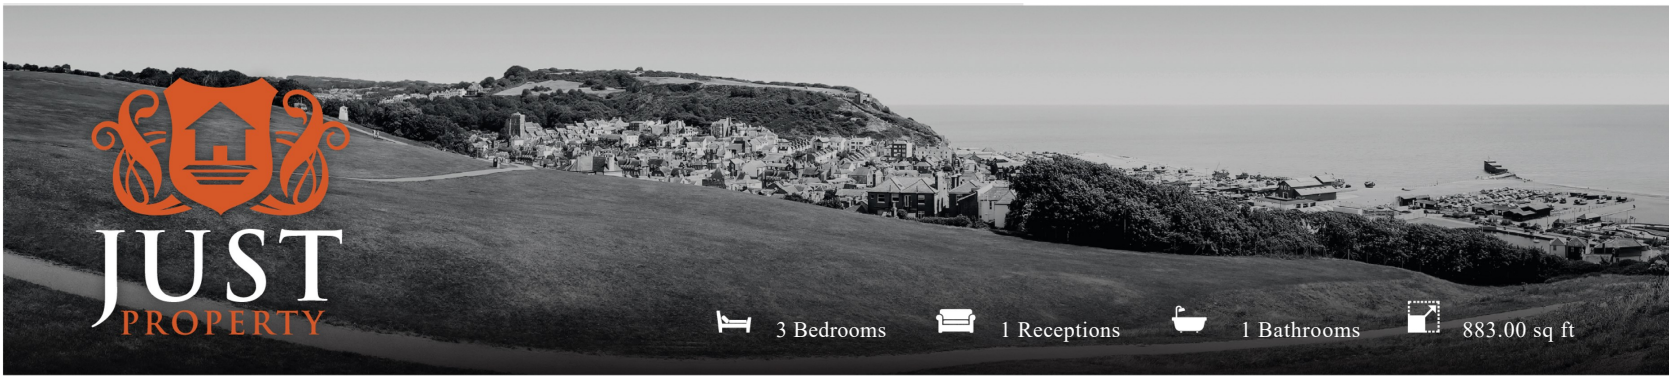 JUST
PROPERTY
3 Bedrooms
1 Receptions
1 Bathrooms
883.00 sq ft